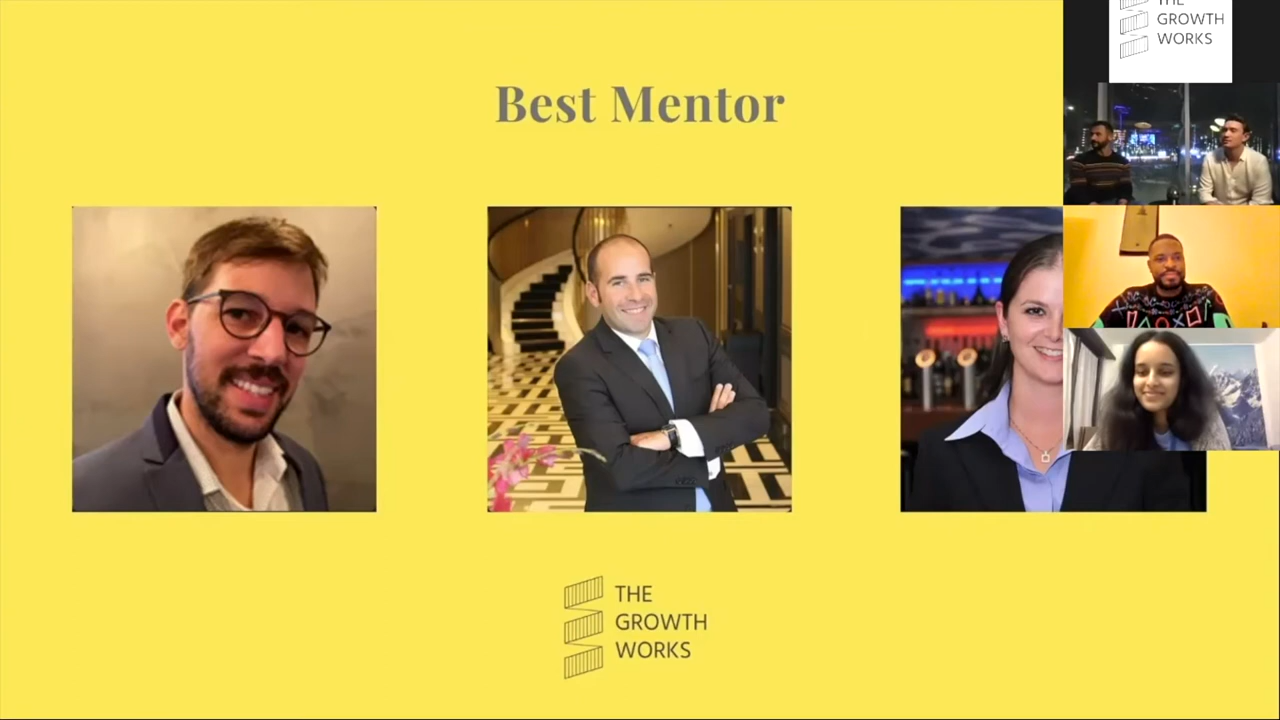 Best Mentor
THE
GROWTH
WORKS
THE
GROWTH
WORKS